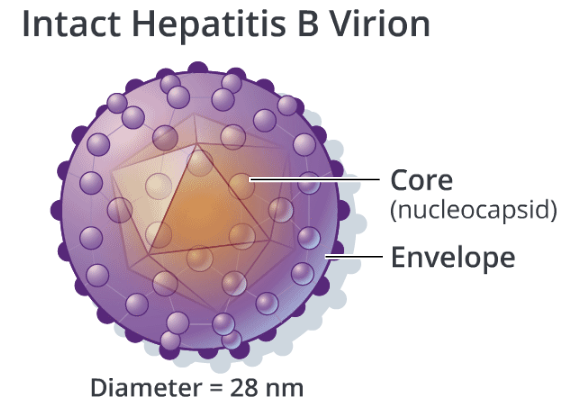 Intact Hepatitis B Virion
Core
(nucleocapsid)
Envelope
Diameter = 28 nm